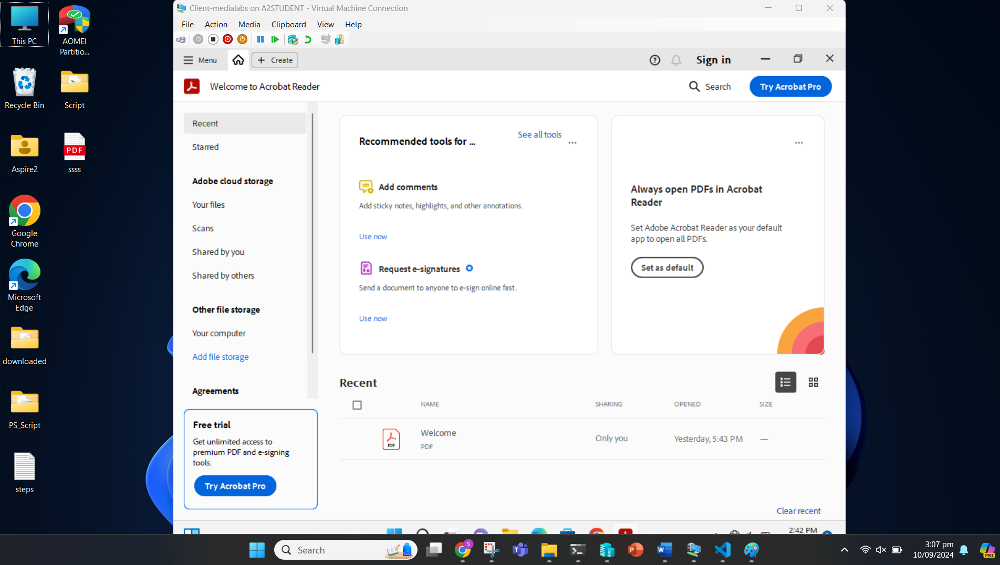 This PC
AOMEI
Partitio...
Recycle Bin
Script
Aspire2
PDF
ssss
Google
Chrome
Microsoft
Edge
downloaded
PS_Script
steps
Client-medialabs on A2STUDENT - Virtual Machine Connection
File Action Media Clipboard View Help
Menu
Create
Sign in
Welcome to Acrobat Reader
Search
Try Acrobat Pro
Recent
Starred
Adobe cloud storage
Your files
Scans
Shared by you
Shared by others
Other file storage
Your computer
Add file storage
Agreements
Free trial
Get unlimited access to
premium PDF and e-signing
tools.
Try Acrobat Pro
Recommended tools for ...
See all tools
Add comments
Add sticky notes, highlights, and other annotations.
Use now
Request e-signatures
Send a document to anyone to e-sign online fast.
Use now
Always open PDFs in Acrobat
Reader
Set Adobe Acrobat Reader as your default
app to open all PDFs.
Set as default
Recent
NAME SHARING OPENED SIZE
PDF
Welcome
PDF
Only you
Yesterday, 5:43 PM
—
Clear recent
2:42 PM
Search
S
T
P
W
3:07 pm
10/09/2024
PRE